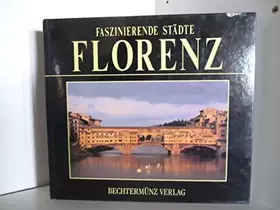 FASZINIERENDE STÄDTE
FLORENZ
BECHTERMÜNZ VERLAG